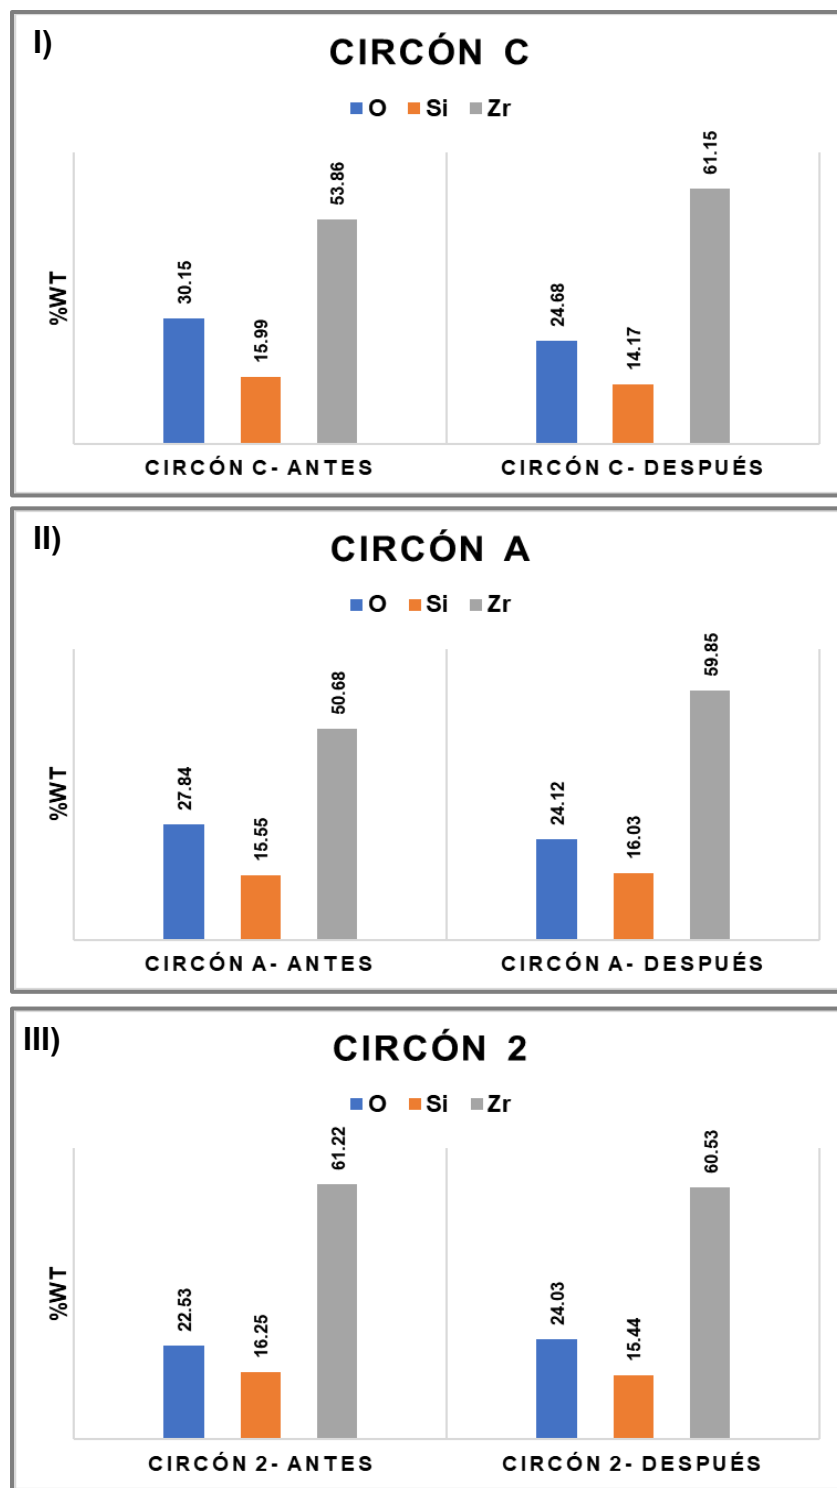 I)
CIRCÓN C
O Si Zr
%WT
30.15
15.99
53.86
24.68
14.17
61.15
CIRCÓN C- ANTES
CIRCÓN C- DESPUÉS
II)
CIRCÓN A
O Si Zr
%WT
27.84
15.55
50.68
24.12
16.03
59.85
CIRCÓN A- ANTES
CIRCÓN A- DESPUÉS
III)
CIRCÓN 2
O Si Zr
%WT
22.53
16.25
61.22
24.03
15.44
60.53
CIRCÓN 2- ANTES
CIRCÓN 2- DESPUÉS